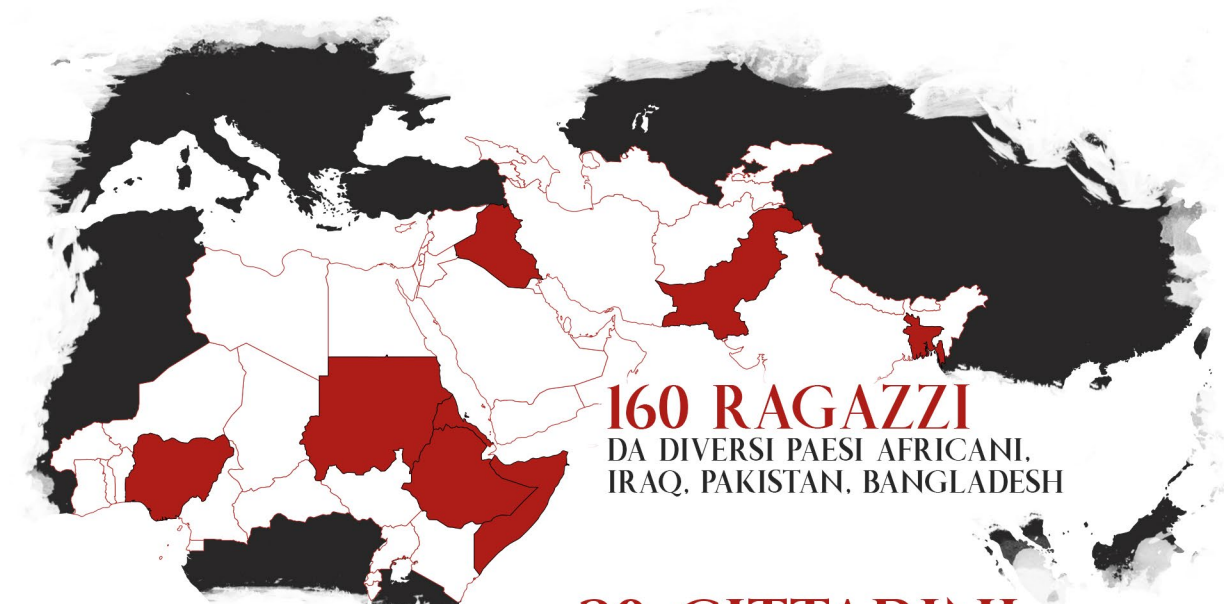 160 RAGAZZI
DA DIVERSI PAESI AFRICANI,
IRAQ, PAKISTAN, BANGLADESH